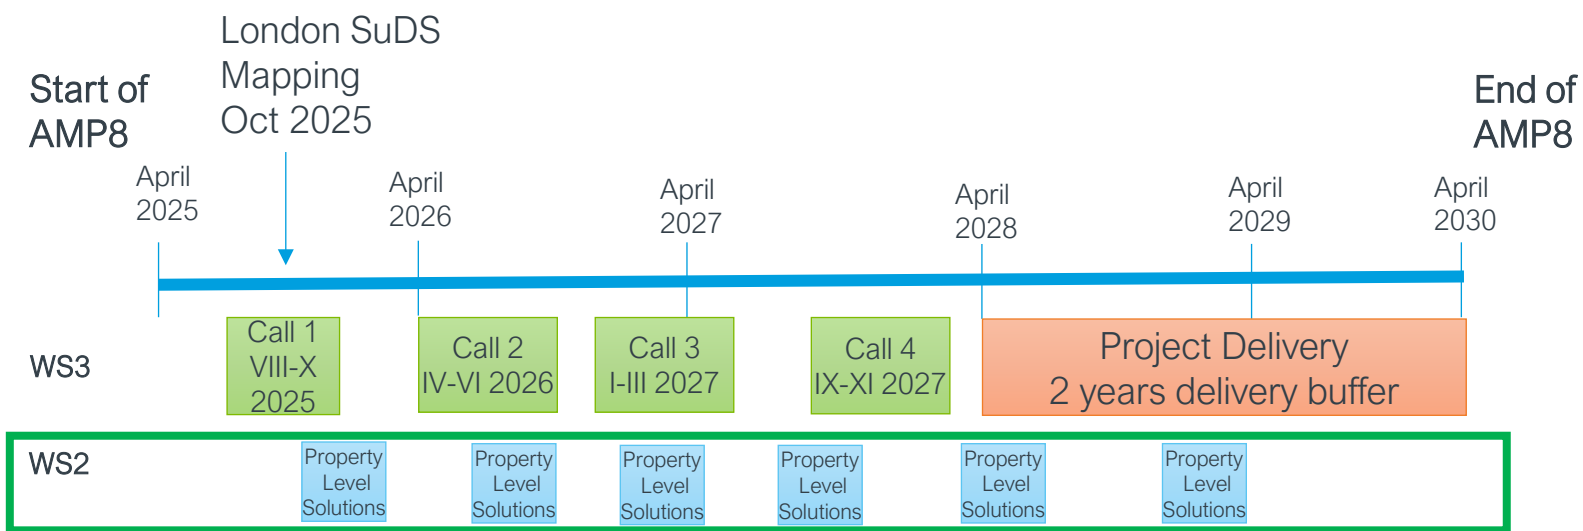 London SuDS
Mapping
Oct 2025
Start of
AMP8
End of
AMP8
April
2025
April
2026
April
2027
April
2028
April
2029
April
2030
WS3
Call 1
VIII-X
2025
Call 2
IV-VI 2026
Call 3
I-III 2027
Call 4
IX-XI 2027
Project Delivery
2 years delivery buffer
WS2
Property
Level
Solutions
Property
Level
Solutions
Property
Level
Solutions
Property
Level
Solutions
Property
Level
Solutions
Property
Level
Solutions